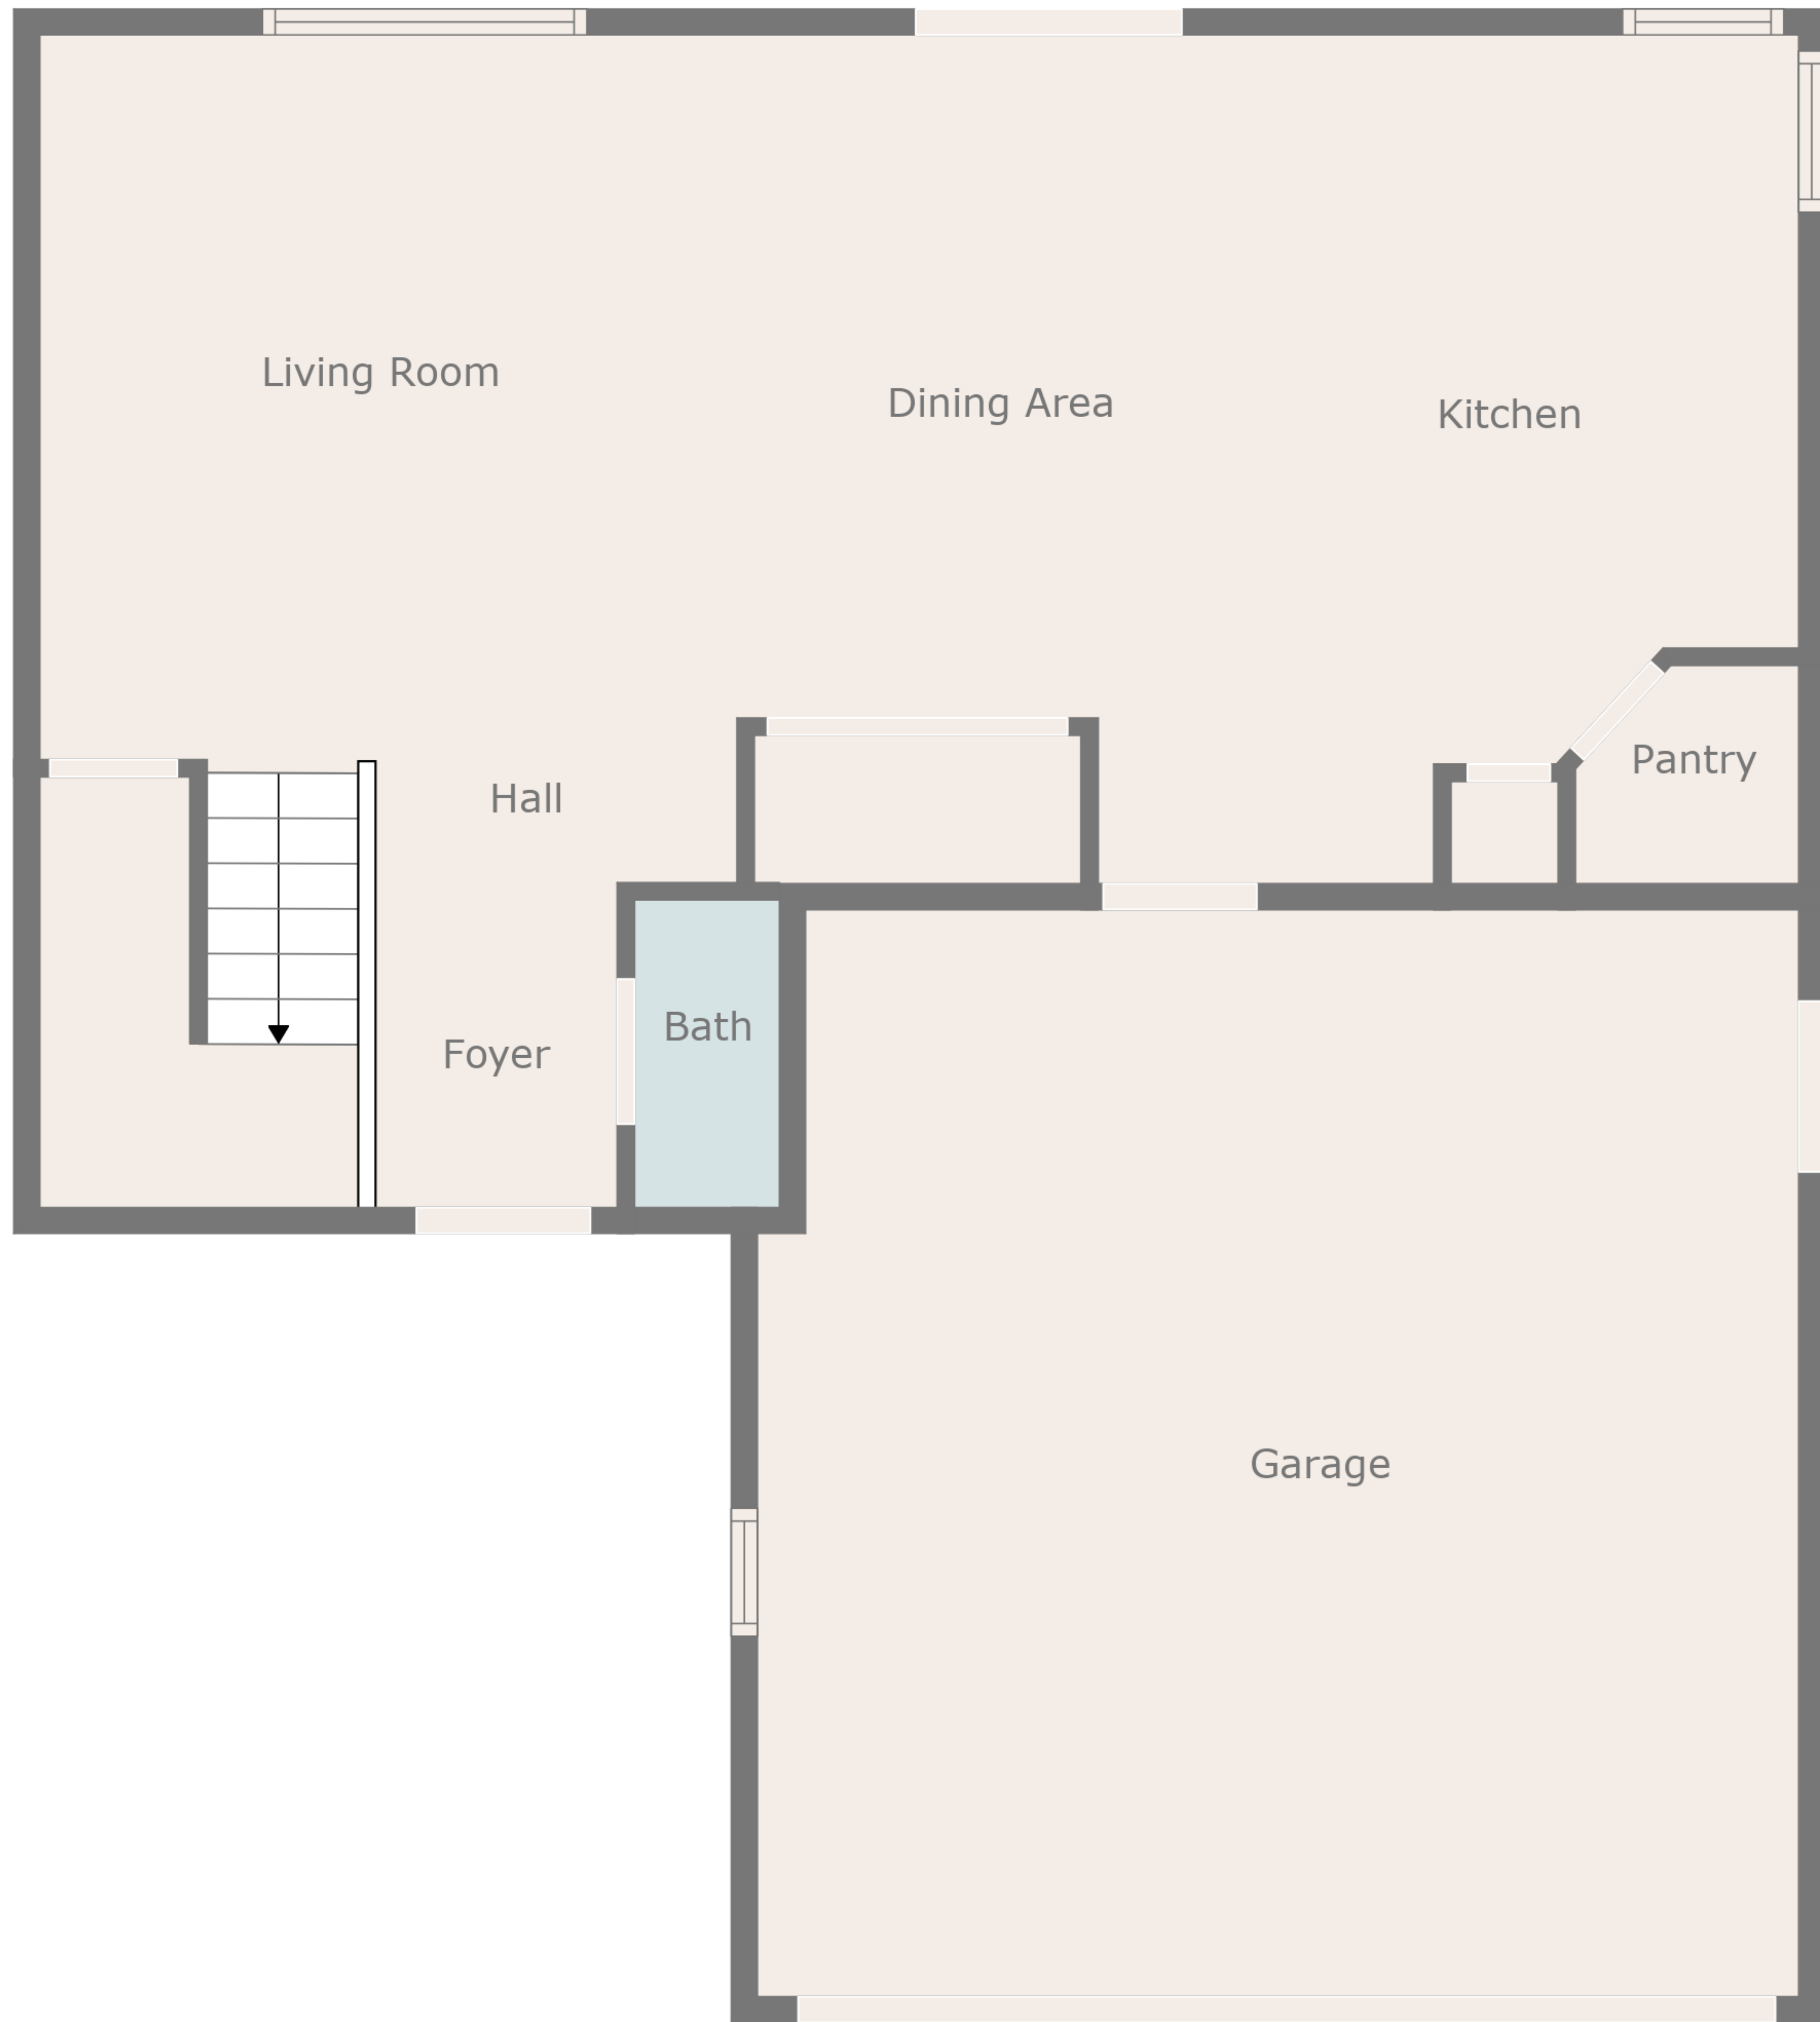 Living Room
Dining Area
Kitchen
Pantry
Hall
Bath
Foyer
Garage